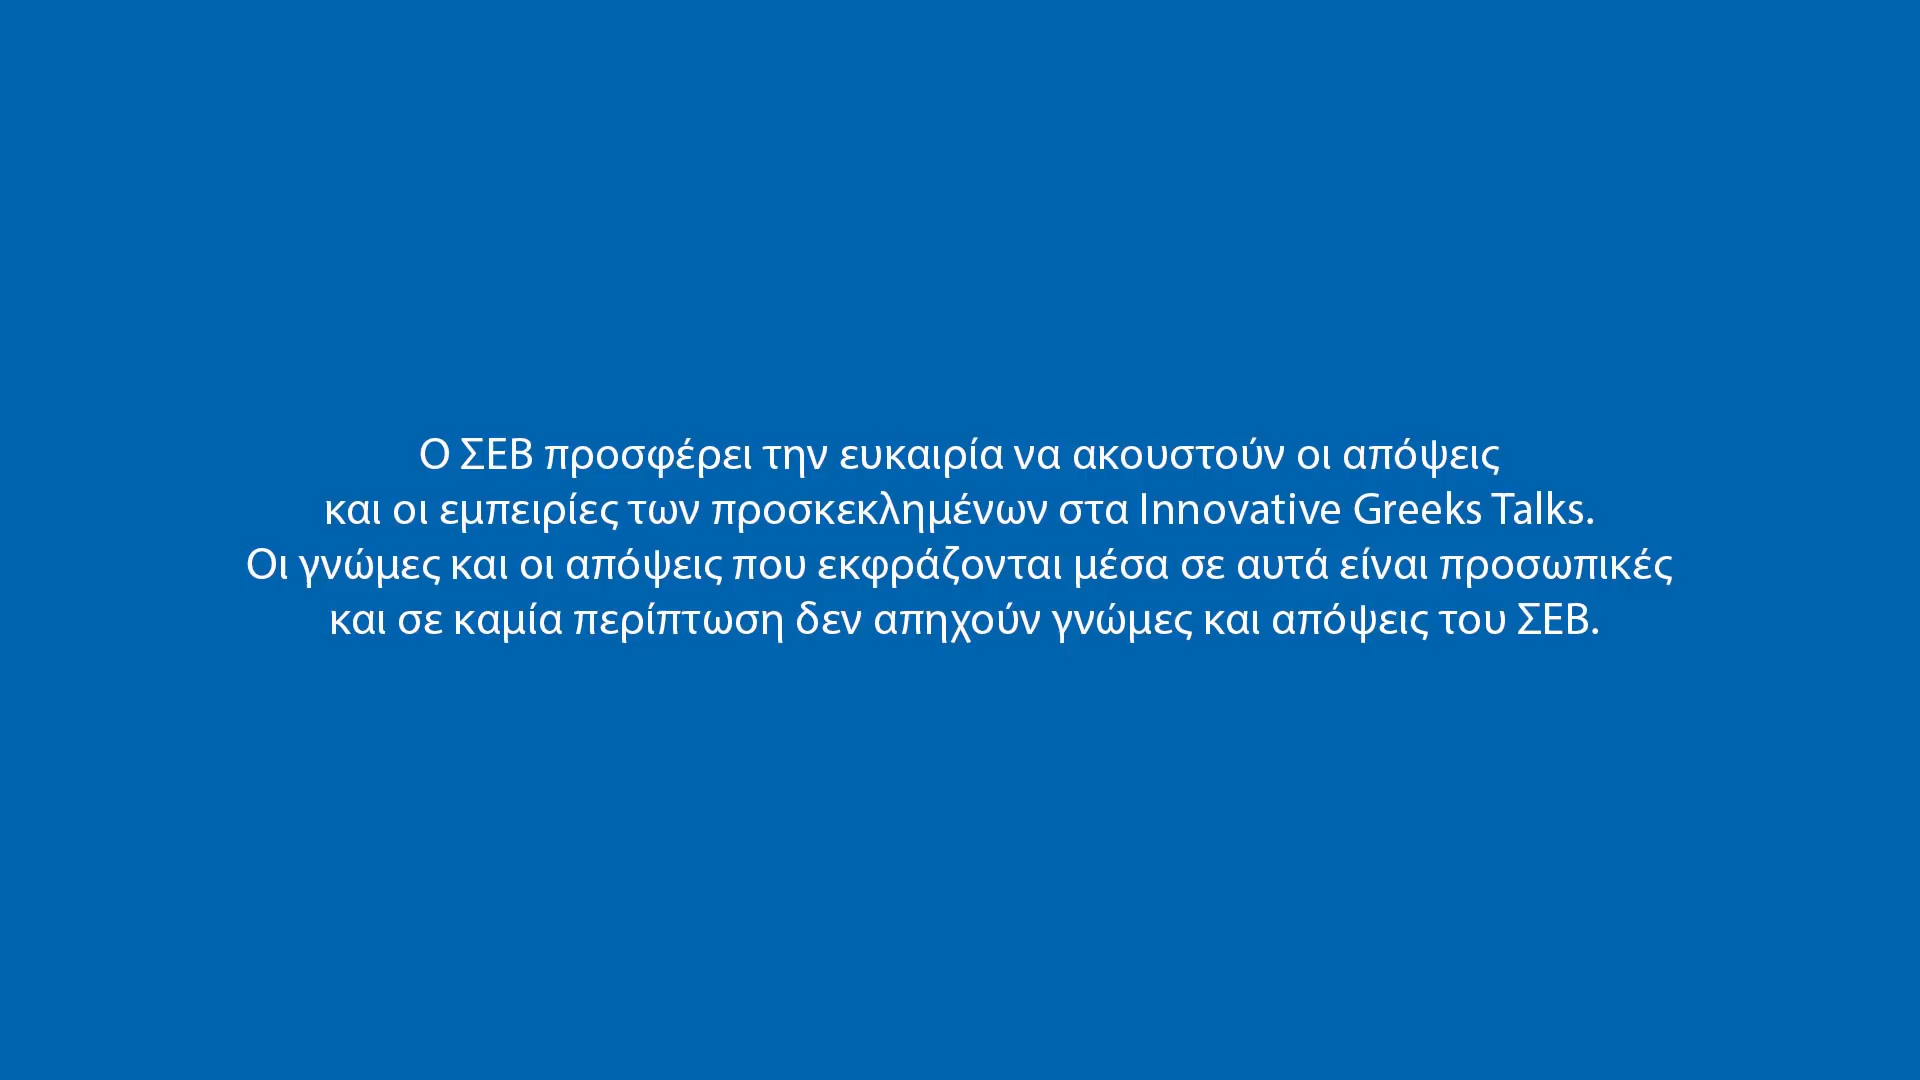 Ο ΣΕΒ προσφέρει την ευκαιρία να ακουστούν οι απόψεις
και οι εμπειρίες των προσκεκλημένων στα Innovative Greeks Talks.
Οι γνώμες και οι απόψεις που εκφράζονται μέσα σε αυτά είναι προσωπικές
και σε καμία περίπτωση δεν απηχούν γνώμες και απόψεις του ΣΕΒ.